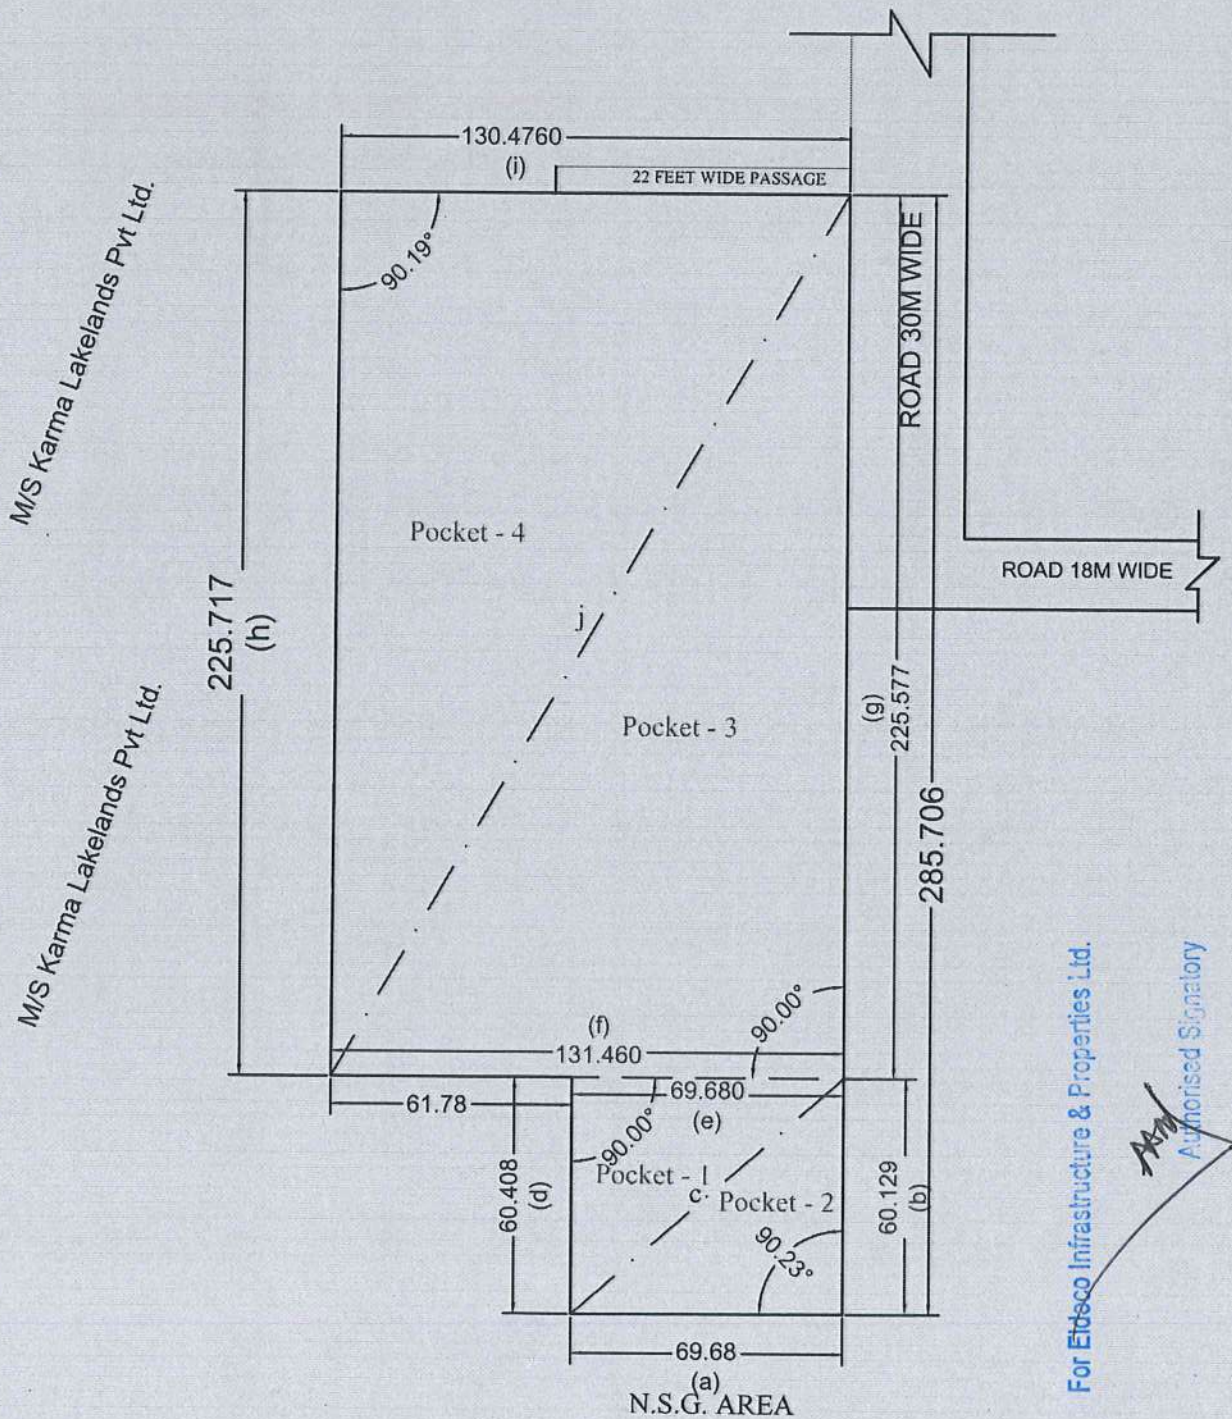 130.4760
(i)
22 FEET WIDE PASSAGE
M/S Karma Lakelands Pvt Ltd.
90.19°
ROAD 30M WIDE
Pocket - 4
ROAD 18M WIDE
225.717
(h)
j
Pocket - 3
(g)
225.577
285.706
M/S Karma Lakelands Pvt Ltd.
90.00°
(f)
131.460
61.78
69.680
(e)
90.00°
60.408
(d)
Pocket - 1
c
Pocket - 2
60.129
(b)
90.23°
69.68
(a)
N.S.G. AREA
For Eldeco Infrastructure & Properties Ltd.
Authorised Signatory